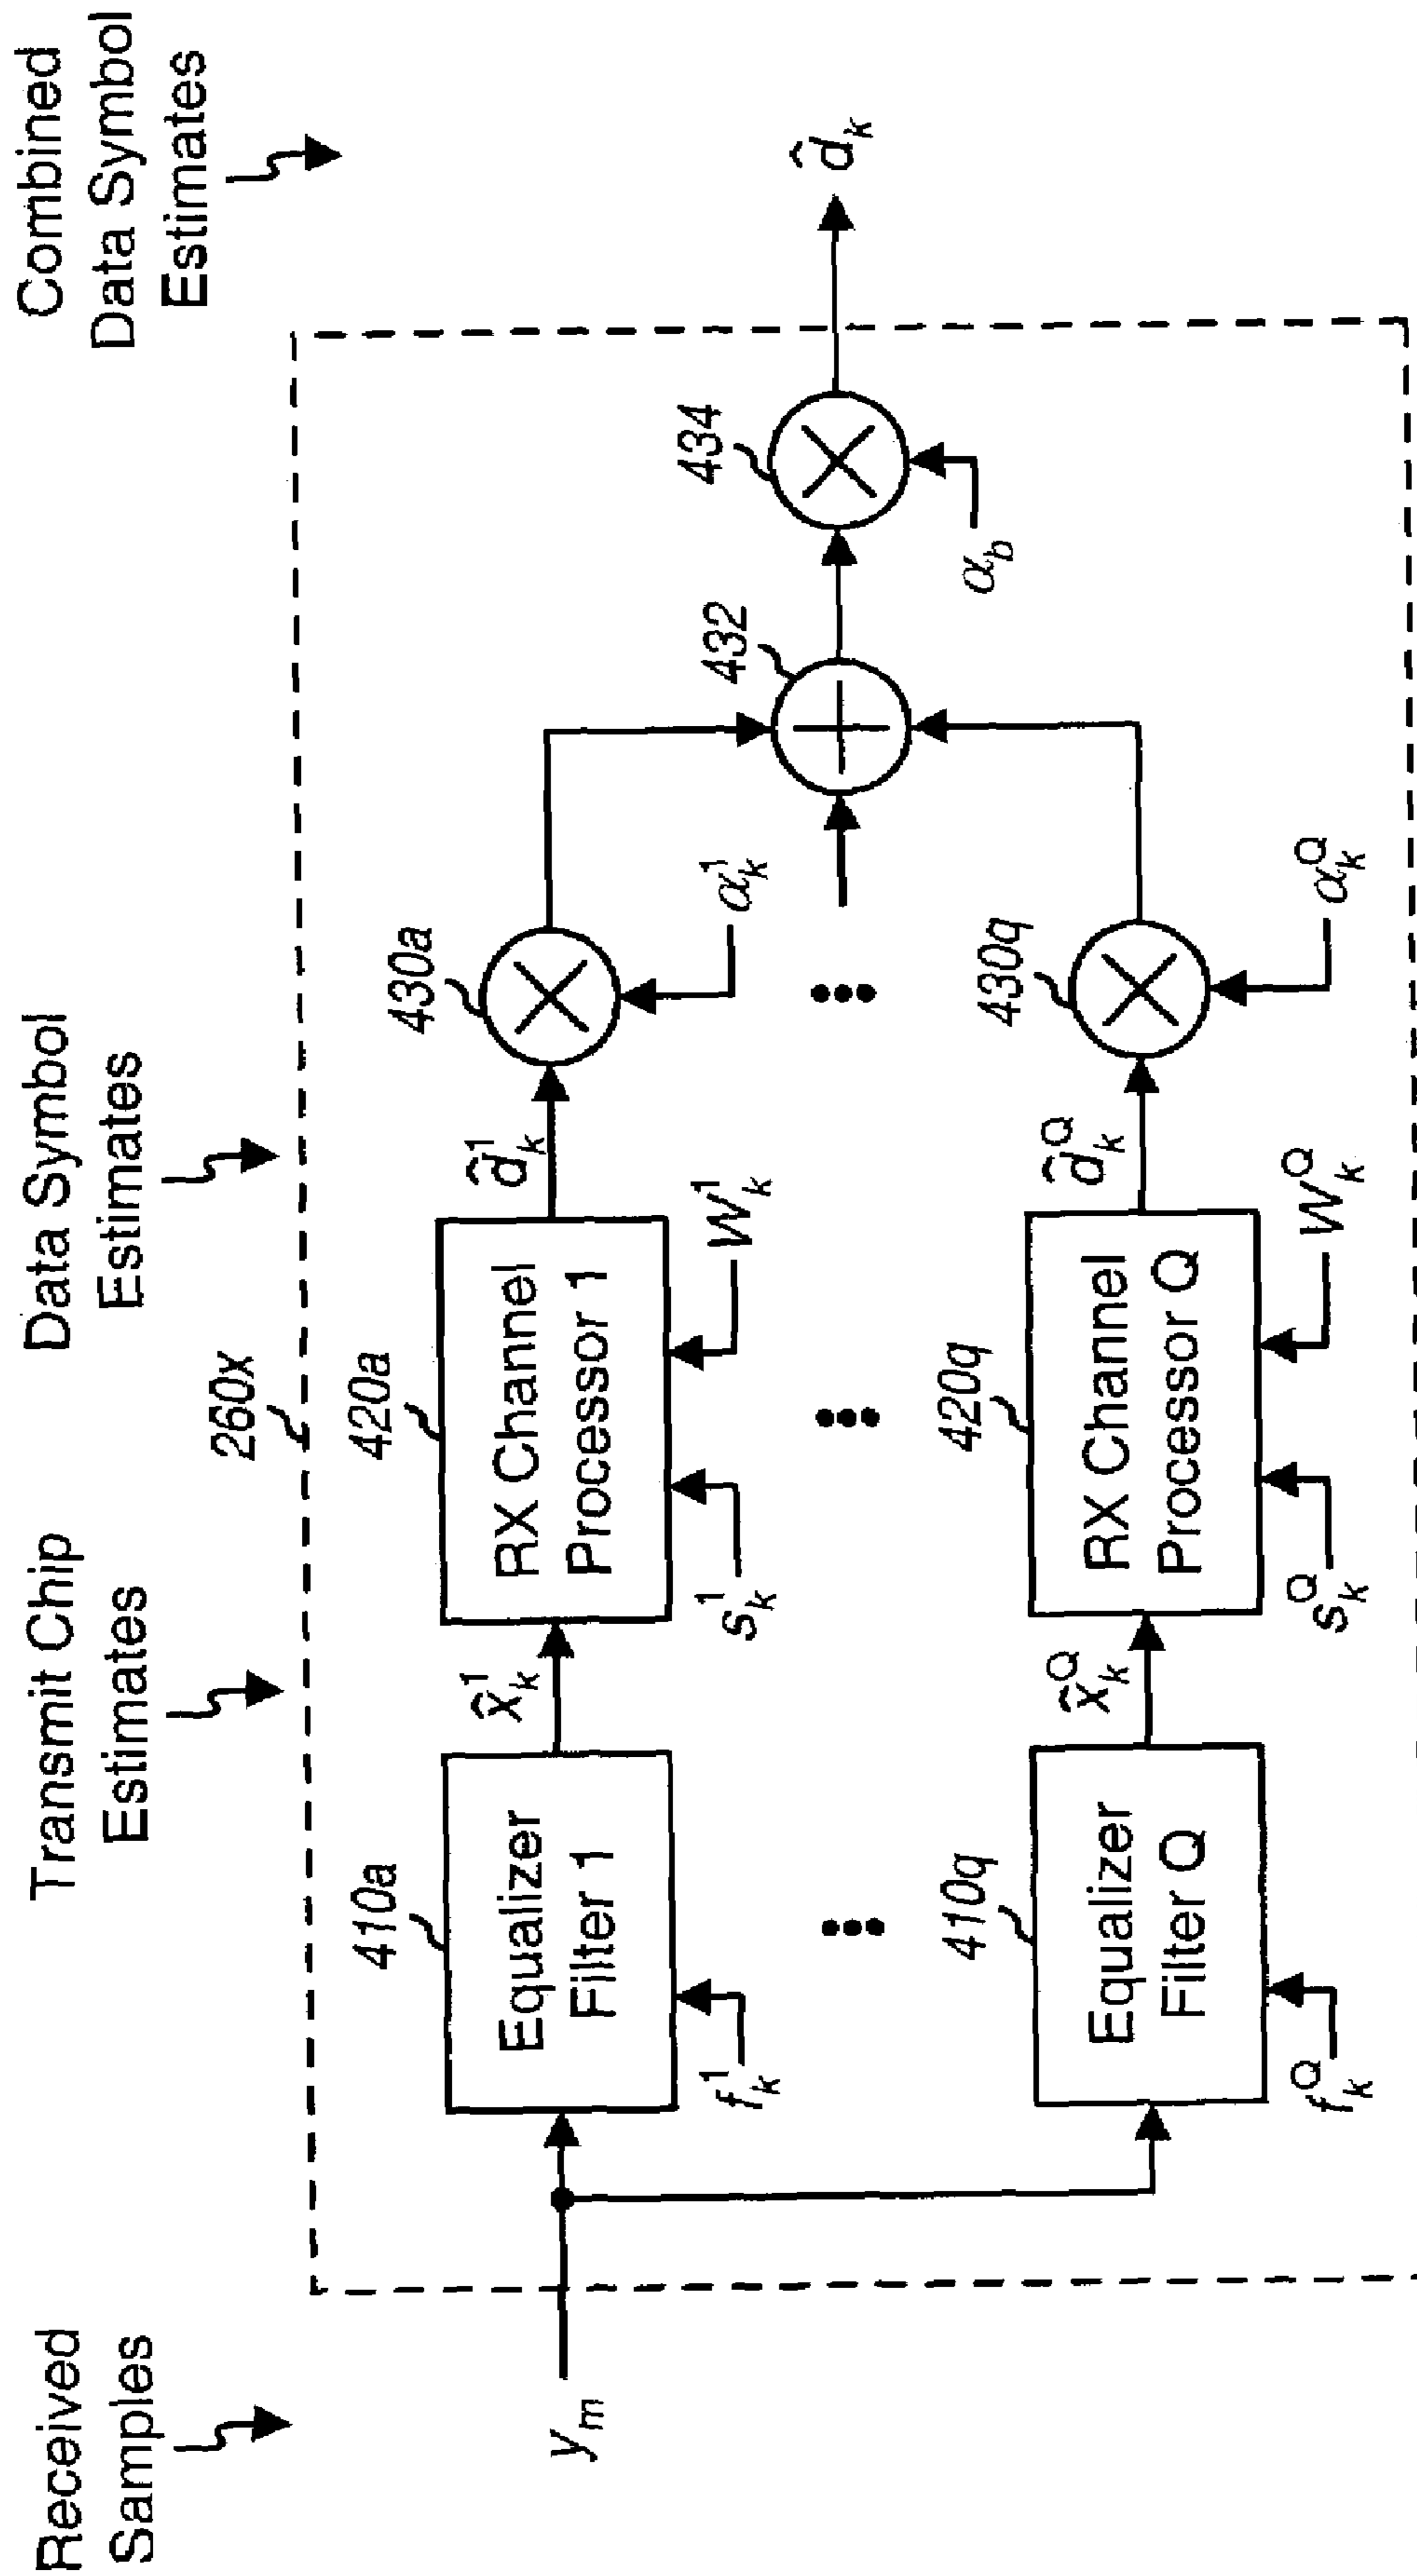 Received
Samples
Transmit Chip
Estimates
Data Symbol
Estimates
Combined
Data Symbol
Estimates
260x
410a
Equalizer
Filter 1
420a
RX Channel
Processor 1
430a
432
434
y_m
f_k^1
x̂_k^1
s_k^1
W_k^1
d̂_k^1
α_k^1
α_b
d̂_k
•••
•••
•••
410q
Equalizer
Filter Q
420q
RX Channel
Processor Q
430q
f_k^Q
x̂_k^Q
s_k^Q
W_k^Q
d̂_k^Q
α_k^Q